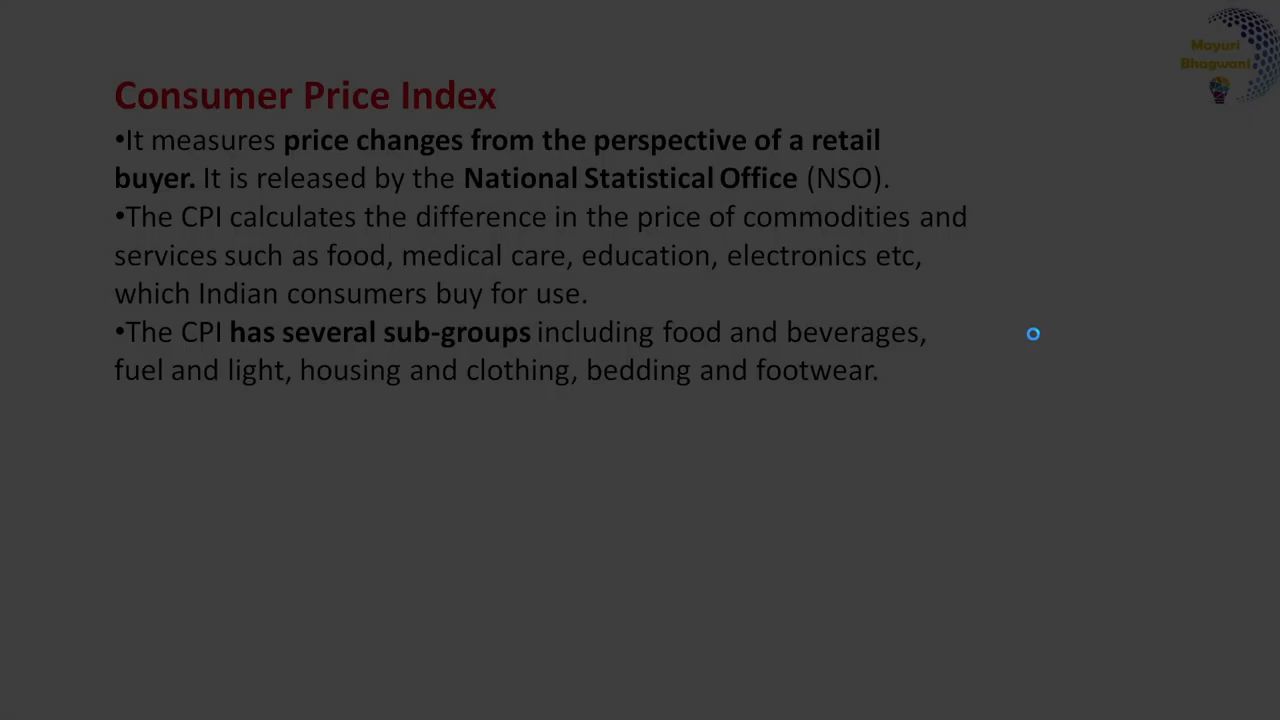 Mayuri
Bhagwani
Consumer Price Index
•It measures price changes from the perspective of a retail
buyer. It is released by the National Statistical Office (NSO).
•The CPI calculates the difference in the price of commodities and
services such as food, medical care, education, electronics etc,
which Indian consumers buy for use.
•The CPI has several sub-groups including food and beverages,
fuel and light, housing and clothing, bedding and footwear.